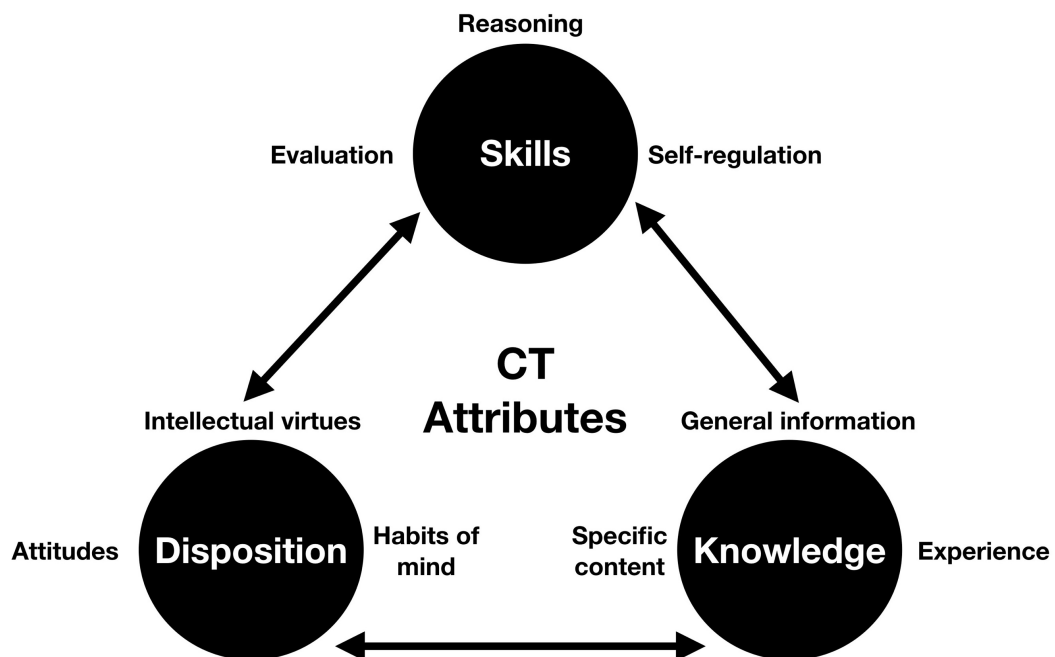 Reasoning
Evaluation
Skills
Self-regulation
CT
Attributes
Intellectual virtues
General information
Attitudes
Disposition
Habits of
mind
Specific
content
Knowledge
Experience